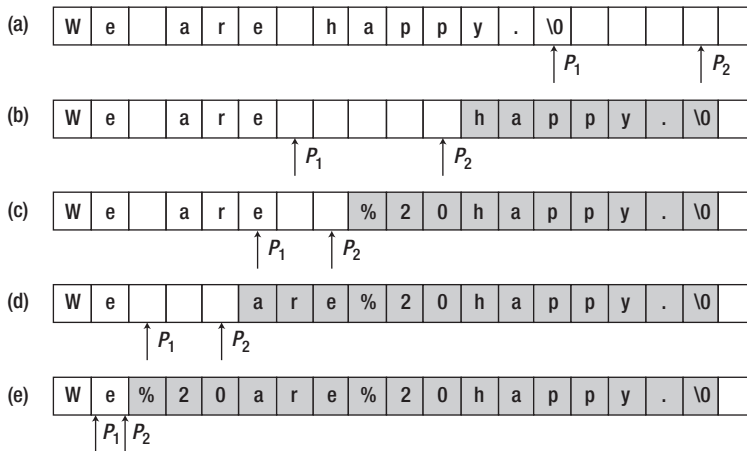 (a) W e a r e h a p p y . \0
P1 P2
(b) W e a r e h a p p y . \0
P1 P2
(c) W e a r e % 2 0 h a p p y . \0
P1 P2
(d) W e a r e % 2 0 h a p p y . \0
P1 P2
(e) W e % 2 0 a r e % 2 0 h a p p y . \0
P1 P2